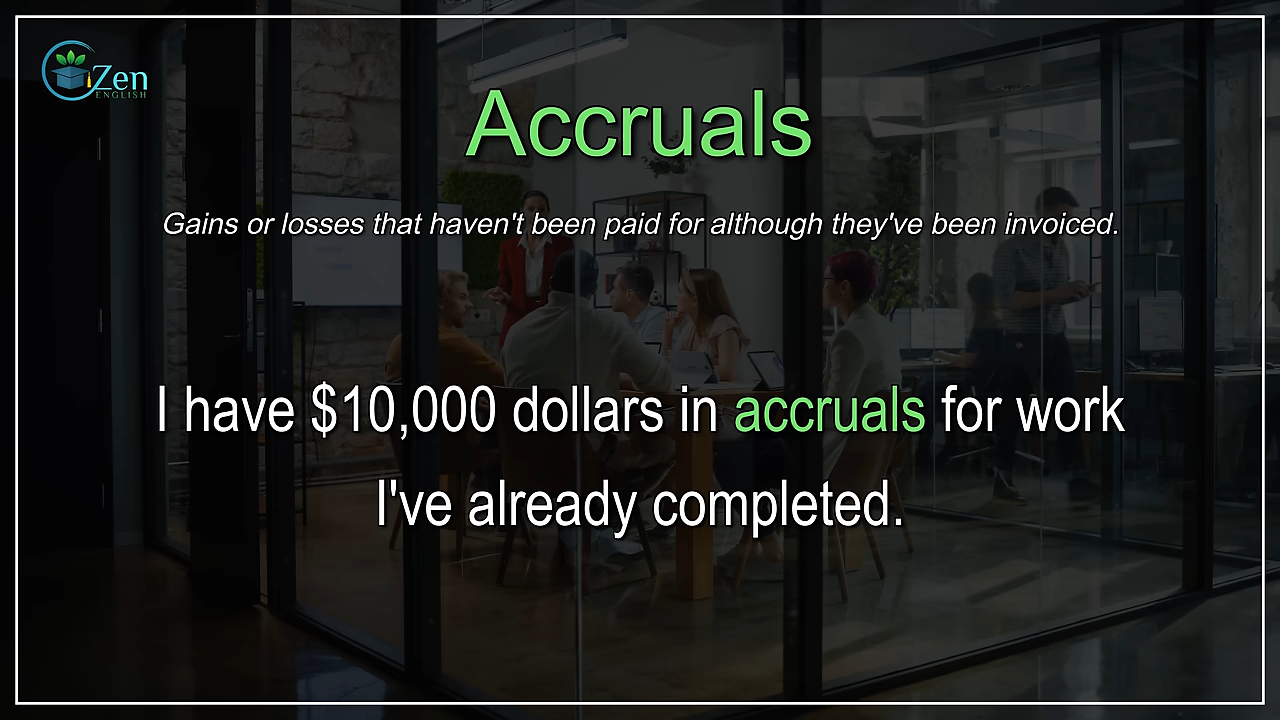 Zen
ENGLISH
Accruals
Gains or losses that haven't been paid for although they've been invoiced.
I have $10,000 dollars in accruals for work
I've already completed.